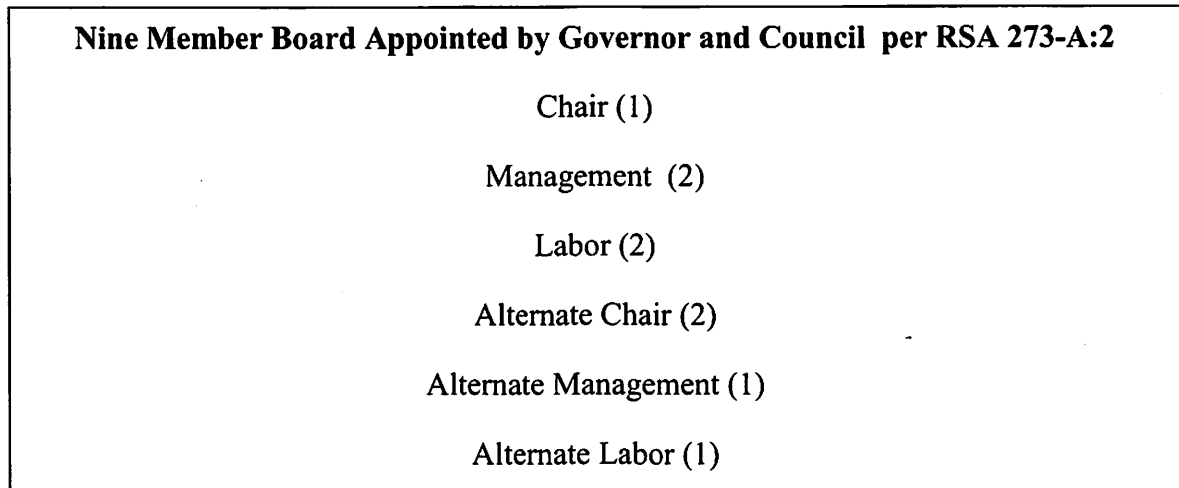 Nine Member Board Appointed by Governor and Council per RSA 273-A:2
Chair (1)
Management (2)
Labor (2)
Alternate Chair (2)
Alternate Management (1)
Alternate Labor (1)